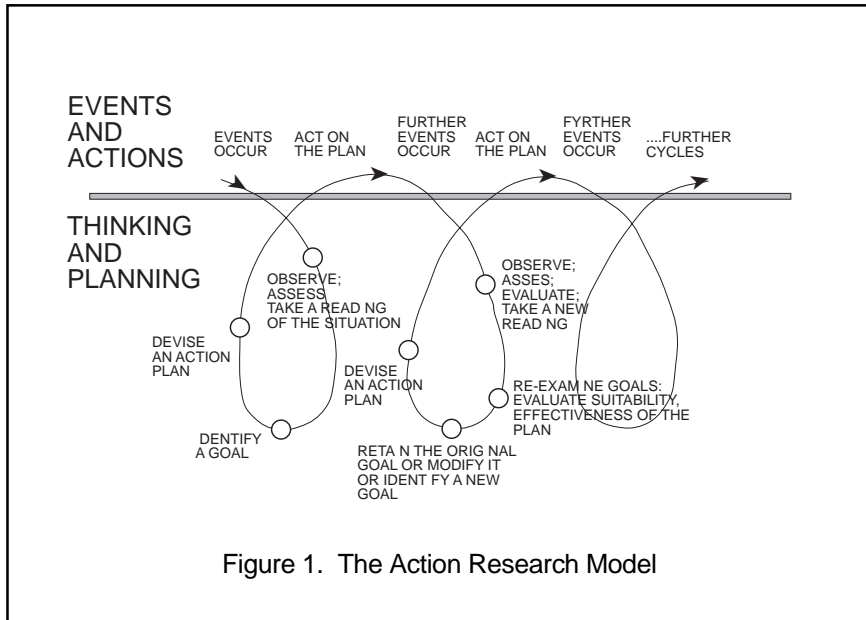 EVENTS
AND
ACTIONS
EVENTS
OCCUR
ACT ON
THE PLAN
FURTHER
EVENTS
OCCUR
ACT ON
THE PLAN
FYRTHER
EVENTS
OCCUR
....FURTHER
CYCLES
THINKING
AND
PLANNING
OBSERVE;
ASSESS
TAKE A READ NG
OF THE SITUATION
DEVISE
AN ACTION
PLAN
DENTIFY
A GOAL
OBSERVE;
ASSES;
EVALUATE;
TAKE A NEW
READ NG
DEVISE
AN ACTION
PLAN
RE-EXAM NE GOALS:
EVALUATE SUITABILITY,
EFFECTIVENESS OF THE
PLAN
RETA N THE ORIG NAL
GOAL OR MODIFY IT
OR IDENT FY A NEW
GOAL
Figure 1. The Action Research Model